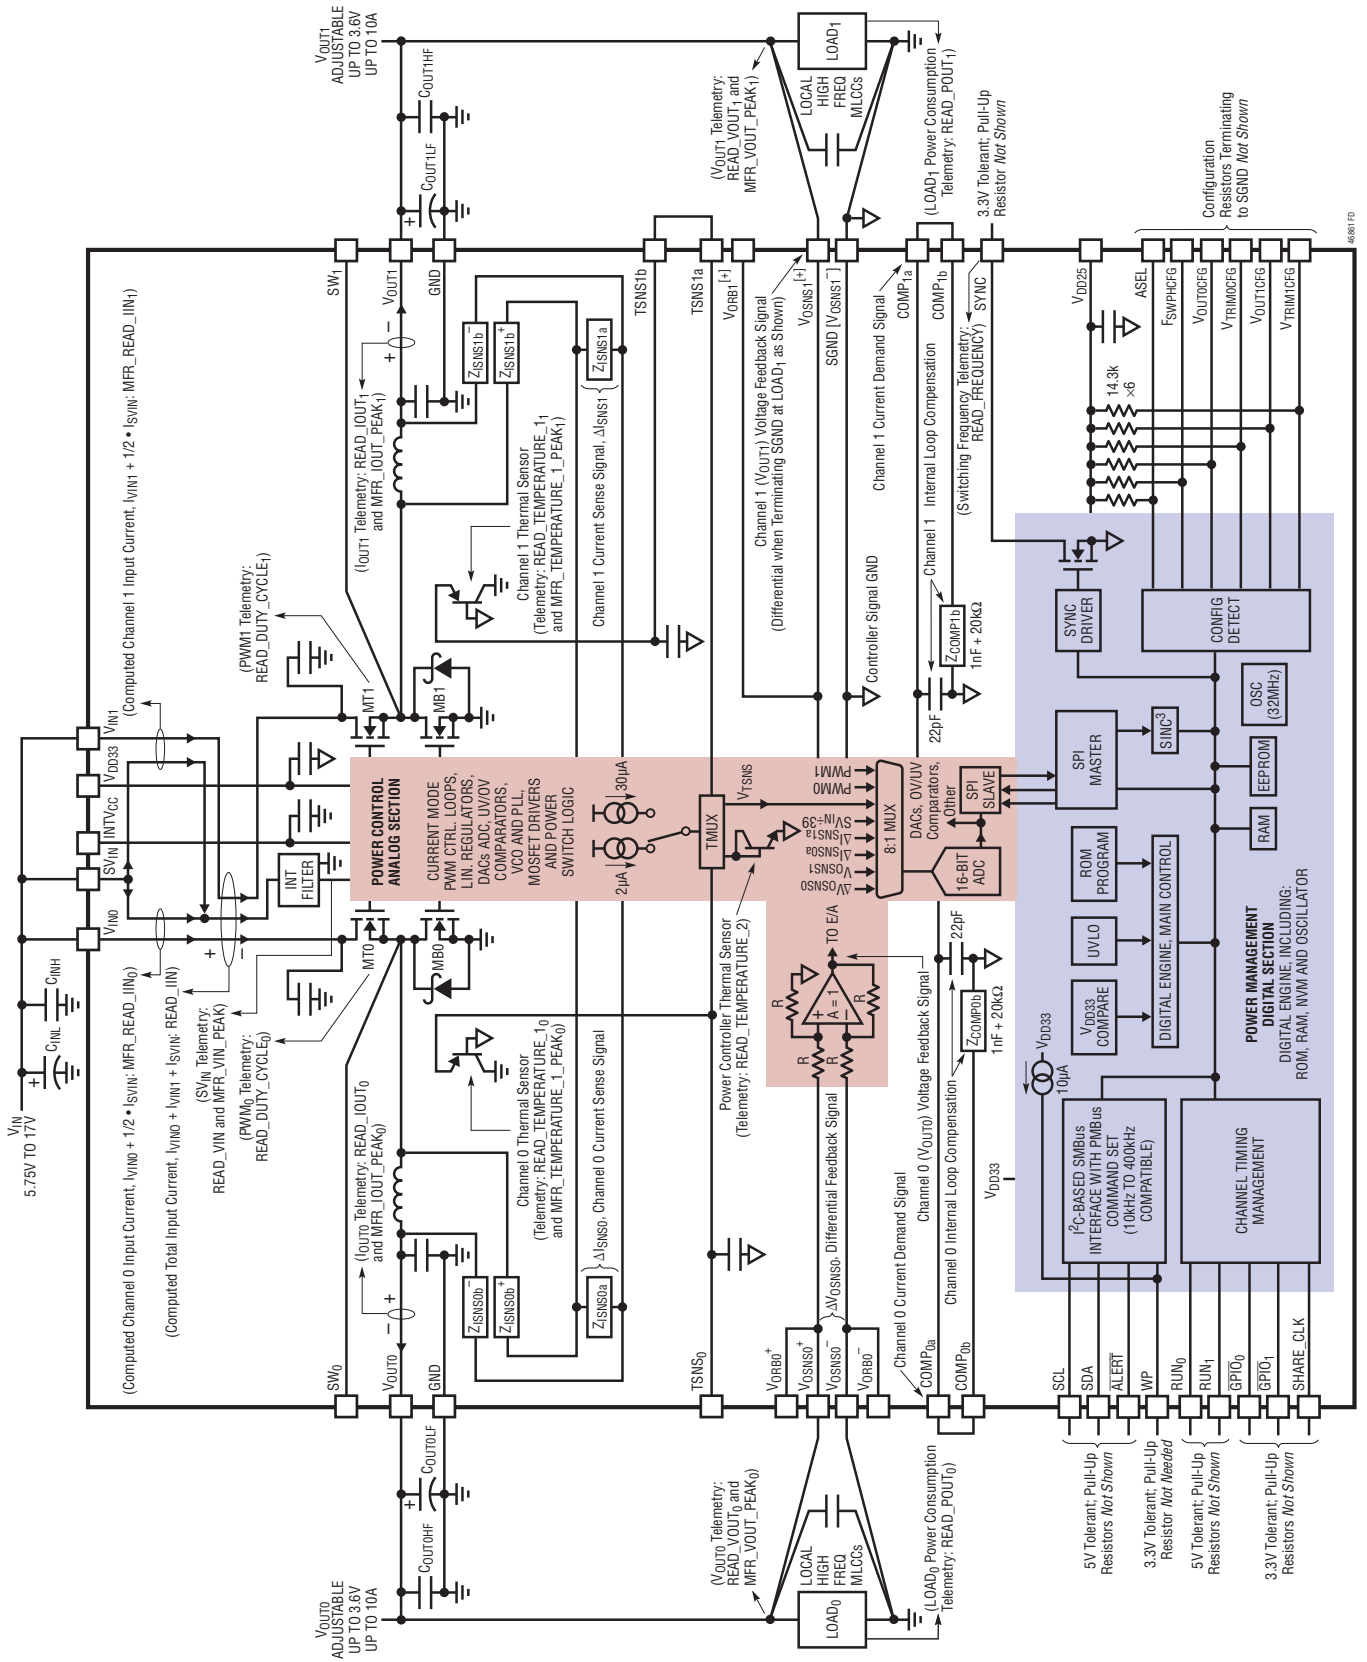 VIN
5.75V TO 17V
+
CINL
CINH
VIN0
SVIN
INTVCC
VDD33
VIN1
(Computed Channel 0 Input Current, IVIN0 + 1/2 • ISVIN: MFR_READ_IIN0)
(Computed Total Input Current, IVIN0 + IVIN1 + ISVIN: READ_IIN)
(SVIN Telemetry:
READ_VIN and MFR_VIN_PEAK)
(PWM0 Telemetry:
READ_DUTY_CYCLE0)
(Computed Channel 1 Input Current, IVIN1 + 1/2 • ISVIN: MFR_READ_IIN1)
(PWM1 Telemetry:
READ_DUTY_CYCLE1)
+
–
INT
FILTER
MT0
MB0
MT1
MB1
POWER CONTROL
ANALOG SECTION
CURRENT MODE
PWM CTRL. LOOPS,
LIN. REGULATORS,
DACs ADC, UV/OV
COMPARATORS,
VCO AND PLL,
MOSFET DRIVERS
AND POWER
SWITCH LOGIC
2µA
30µA
TMUX
VTSNS
VOUT0
ADJUSTABLE
UP TO 3.6V
UP TO 10A
COUT0HF
COUT0LF
+
SW0
VOUT0
GND
–
+
(IOUT0 Telemetry: READ_IOUT0
and MFR_IOUT_PEAK0)
ZISNS0b–
ZISNS0b+
ZISNS0a
ΔISNS0, Channel 0 Current Sense Signal
Channel 0 Thermal Sensor
(Telemetry: READ_TEMPERATURE_10
and MFR_TEMPERATURE_1_PEAK0)
VOUT1
ADJUSTABLE
UP TO 3.6V
UP TO 10A
COUT1HF
COUT1LF
+
SW1
VOUT1
GND
+
–
(IOUT1 Telemetry: READ_IOUT1
and MFR_IOUT_PEAK1)
ZISNS1b–
ZISNS1b+
ZISNS1a
Channel 1 Current Sense Signal, ΔISNS1
Channel 1 Thermal Sensor
(Telemetry: READ_TEMPERATURE_11
and MFR_TEMPERATURE_1_PEAK1)
TSNS0
TSNS1b
TSNS1a
VORB1[+]
Power Controller Thermal Sensor
(Telemetry: READ_TEMPERATURE_2)
(VOUT0 Telemetry:
READ_VOUT0 and
MFR_VOUT_PEAK0)
LOAD0
LOCAL
HIGH
FREQ
MLCCs
(LOAD0 Power Consumption
Telemetry: READ_POUT0)
VORB0+
VOSNS0+
VOSNS0–
VORB0–
ΔVOSNS0, Differential Feedback Signal
R
R
R
R
+
–
A = 1
TO E/A
ΔVOSNS0
VOSNS1
ΔISNS0a
ΔISNS1a
SVIN÷39
PWM0
PWM1
8:1 MUX
16-BIT
ADC
DACs, OV/UV
Comparators,
Other
SPI
SLAVE
Channel 0 (VOUT0) Voltage Feedback Signal
Channel 0 Current Demand Signal
COMP0a
COMP0b
Channel 0 Internal Loop Compensation
22pF
ZCOMP0b
1nF + 20kΩ
(VOUT1 Telemetry:
READ_VOUT1 and
MFR_VOUT_PEAK1)
LOAD1
LOCAL
HIGH
FREQ
MLCCs
(LOAD1 Power Consumption
Telemetry: READ_POUT1)
VOSNS1[+]
SGND [VOSNS1–]
Channel 1 (VOUT1) Voltage Feedback Signal
(Differential when Terminating SGND at LOAD1 as Shown)
Controller Signal GND
Channel 1 Current Demand Signal
COMP1a
COMP1b
Channel 1 Internal Loop Compensation
22pF
ZCOMP1b
1nF + 20kΩ
3.3V Tolerant; Pull-Up
Resistor Not Shown
SYNC
(Switching Frequency Telemetry:
READ_FREQUENCY)
VDD33
VDD33
10µA
SCL
SDA
ALERT
WP
RUN0
RUN1
GPIO0
GPIO1
SHARE_CLK
5V Tolerant; Pull-Up
Resistors Not Shown
3.3V Tolerant; Pull-Up
Resistor Not Needed
5V Tolerant; Pull-Up
Resistors Not Shown
3.3V Tolerant; Pull-Up
Resistors Not Shown
I2C-BASED SMBus
INTERFACE WITH PMBus
COMMAND SET
(10kHz TO 400kHz
COMPATIBLE)
CHANNEL TIMING
MANAGEMENT
VDD33
COMPARE
UVLO
ROM
PROGRAM
DIGITAL ENGINE, MAIN CONTROL
POWER MANAGEMENT
DIGITAL SECTION
DIGITAL ENGINE, INCLUDING:
ROM, RAM, NVM AND OSCILLATOR
SPI
MASTER
SINC3
RAM
EEPROM
OSC
(32MHz)
SYNC
DRIVER
CONFIG
DETECT
14.3k
×6
VDD25
ASEL
FSWPHCFG
VOUT0CFG
VTRIM0CFG
VOUT1CFG
VTRIM1CFG
Configuration
Resistors Terminating
to SGND Not Shown
46861 FD